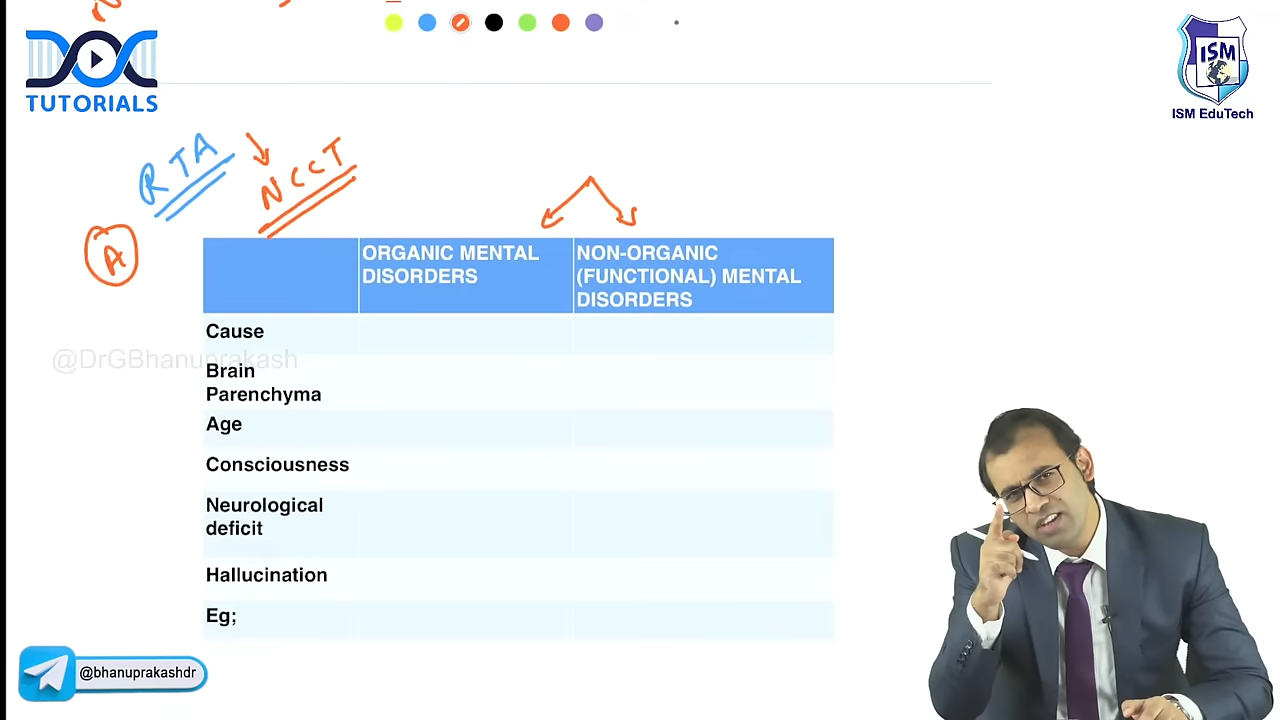 TUTORIALS
ISM
ISM EduTech
RTA
NCCT
A
ORGANIC MENTAL
DISORDERS
NON-ORGANIC
(FUNCTIONAL) MENTAL
DISORDERS
Cause
@DrGBhanuprakash
Brain
Parenchyma
Age
Consciousness
Neurological
deficit
Hallucination
Eg;
@bhanuprakashdr